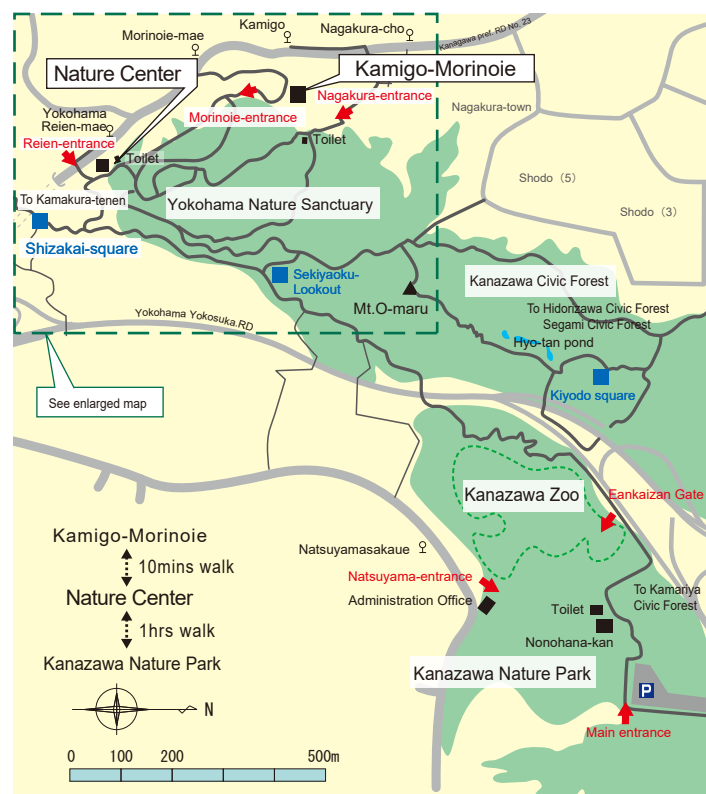 Kamigo
Nagakura-cho
Morinoie-mae
Kanagawa pref. RD No. 23
Nature Center
Kamigo-Morinoie
Nagakura-entrance
Morinoie-entrance
Nagakura-town
Yokohama
Reien-mae
Reien-entrance
Toilet
Toilet
Shodo（5）
Shodo（3）
To Kamakura-tenen
Yokohama Nature Sanctuary
Shizakai-square
Sekiyaoku-
Lookout
Kanazawa Civic Forest
Mt.O-maru
To Hidorizawa Civic Forest
Segami Civic Forest
Hyo-tan pond
Yokohama Yokosuka.RD
See enlarged map
Kiyodo square
Kanazawa Zoo
Eankaizan Gate
Kamigo-Morinoie
10mins walk
Nature Center
1hrs walk
Kanazawa Nature Park
Natsuyamasakaue
Natsuyama-entrance
Administration Office
To Kamariya
Civic Forest
Toilet
Nonohana-kan
Kanazawa Nature Park
P
Main entrance
N
0 100 200 500m